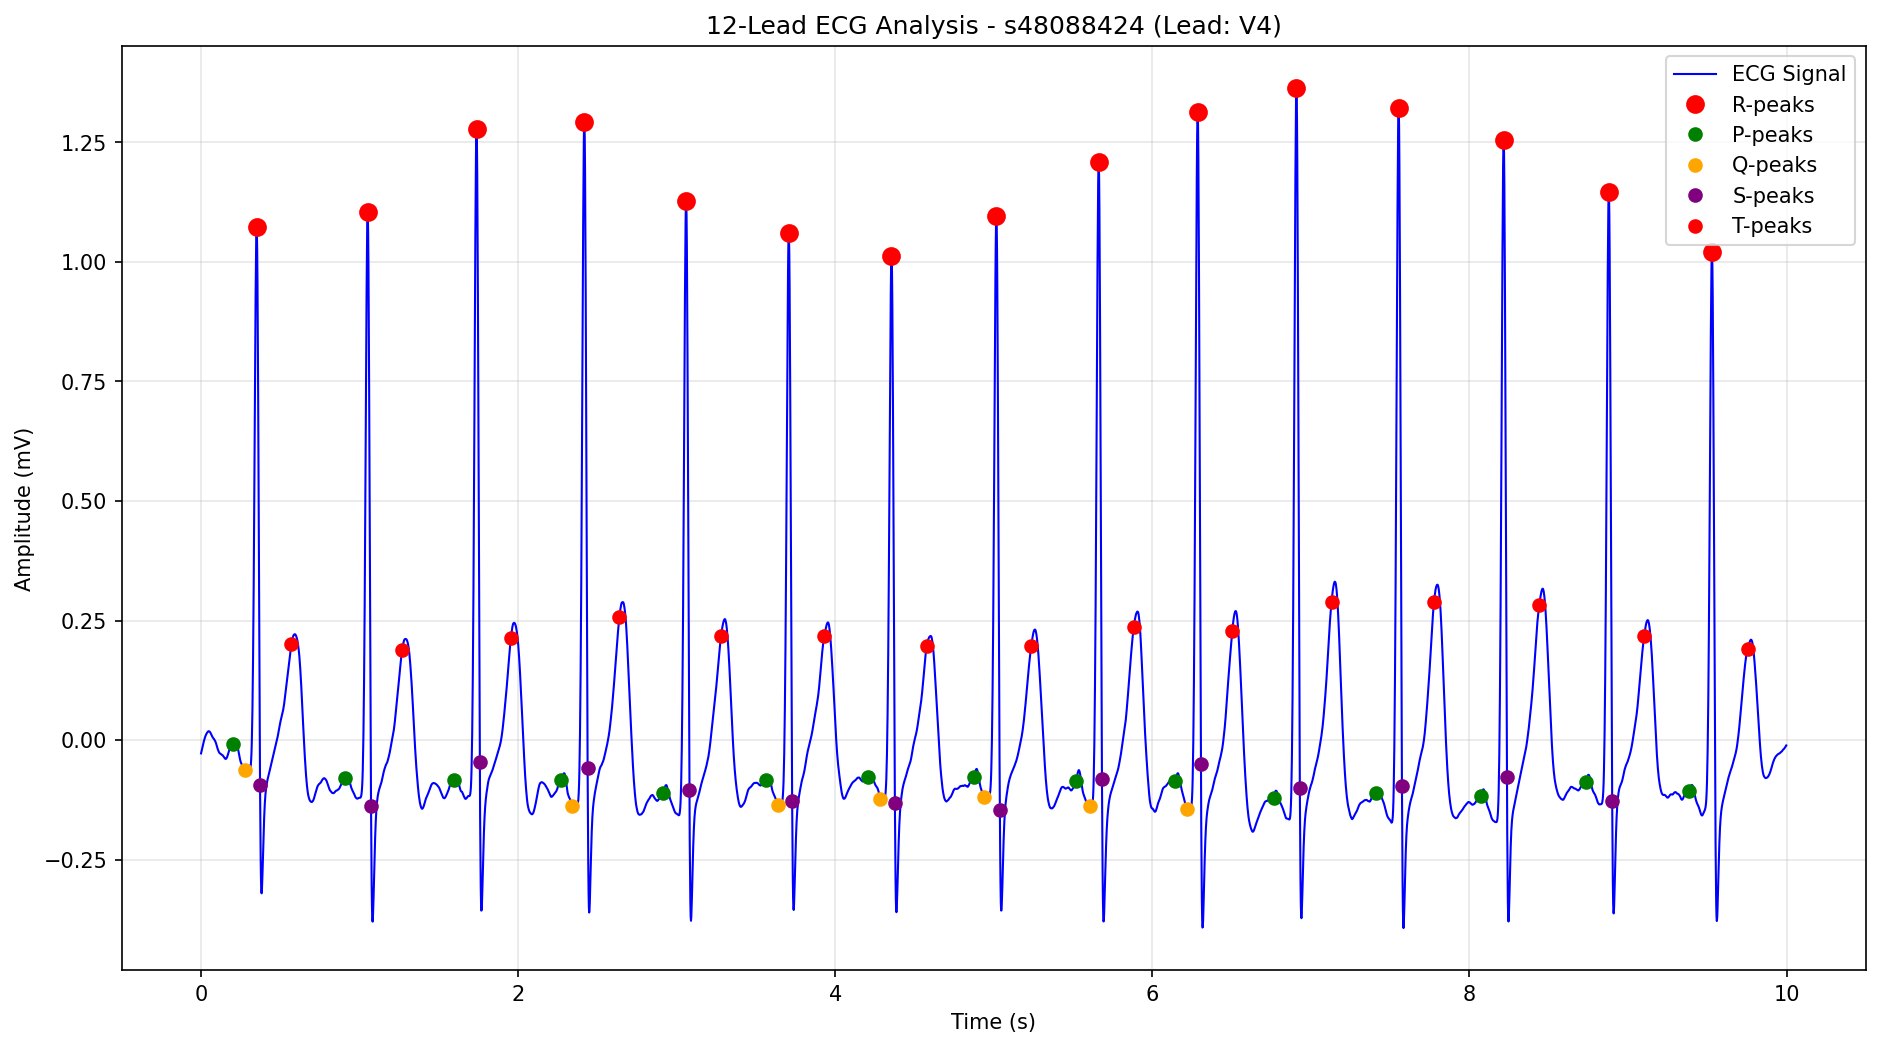 12-Lead ECG Analysis - s48088424 (Lead: V4)
ECG Signal
R-peaks
P-peaks
Q-peaks
S-peaks
T-peaks
Amplitude (mV)
1.25
1.00
0.75
0.50
0.25
0.00
−0.25
0 2 4 6 8 10
Time (s)